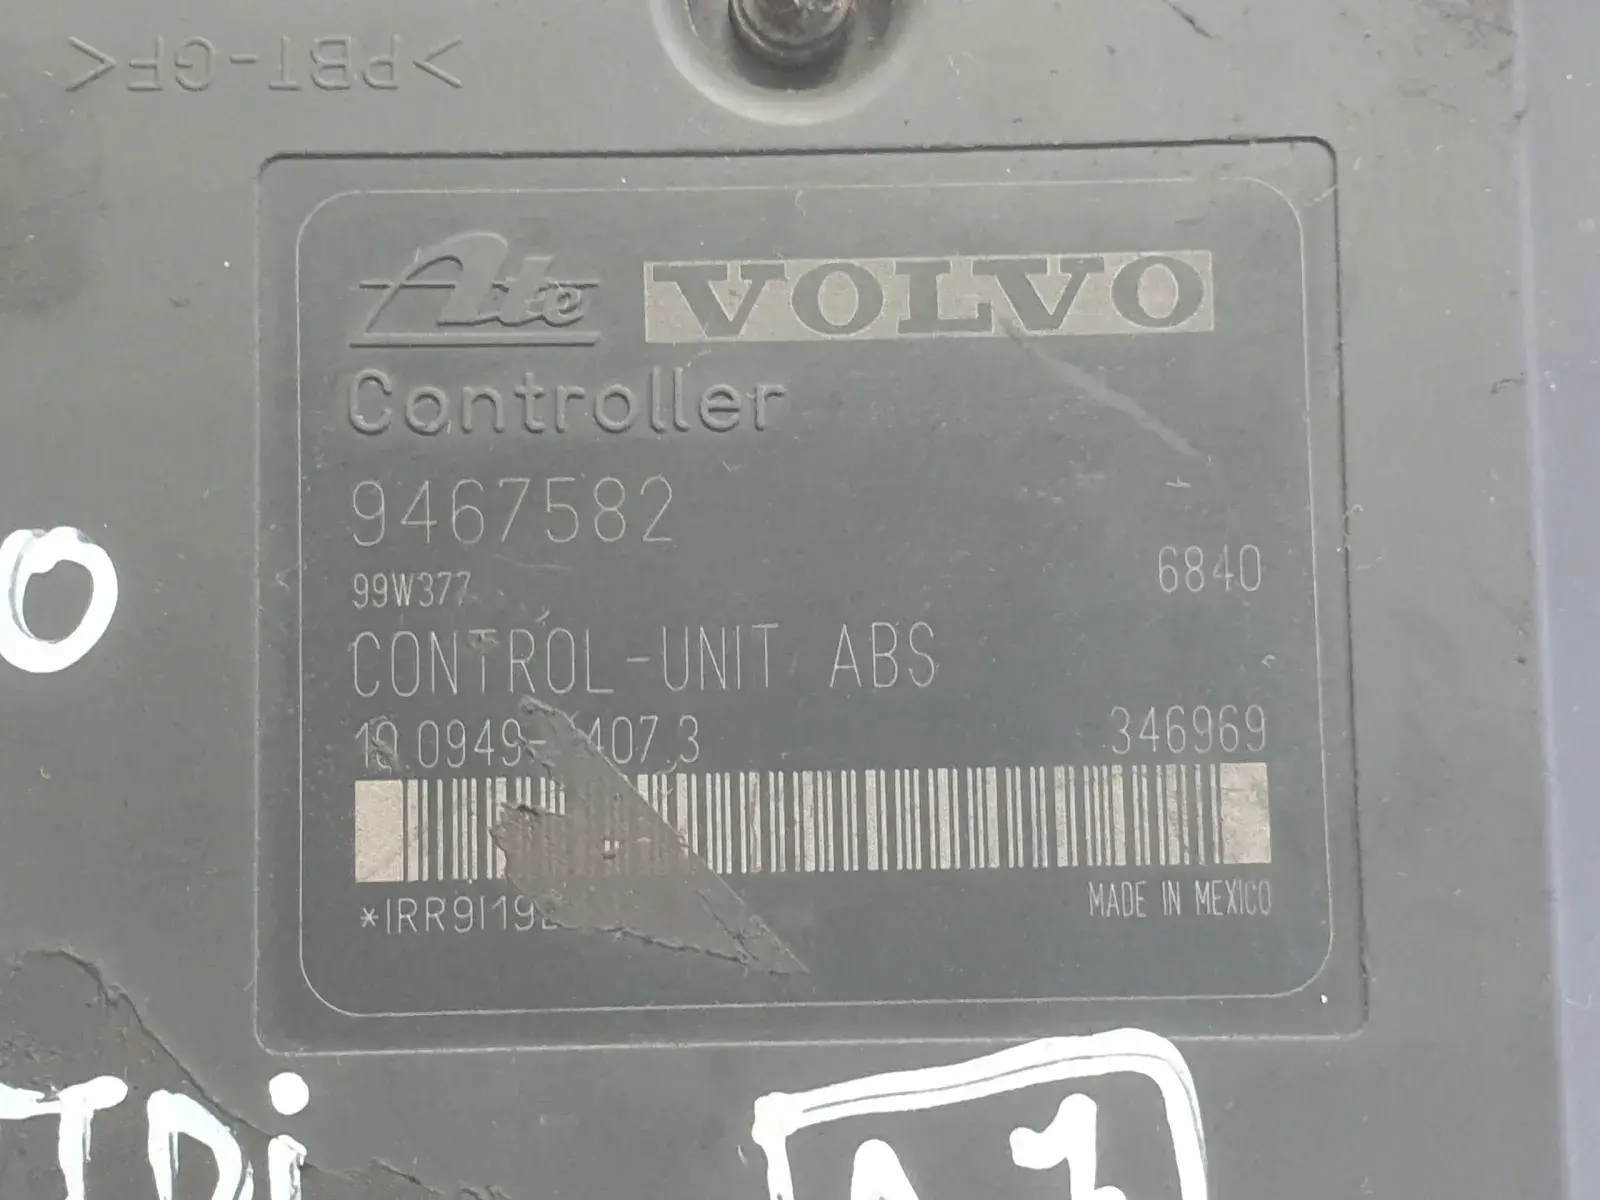 >PBT-GF<
Ate VOLVO
Controller
9467582
99W377 6840
CONTROL-UNIT ABS
346969
MADE IN MEXICO
TDi